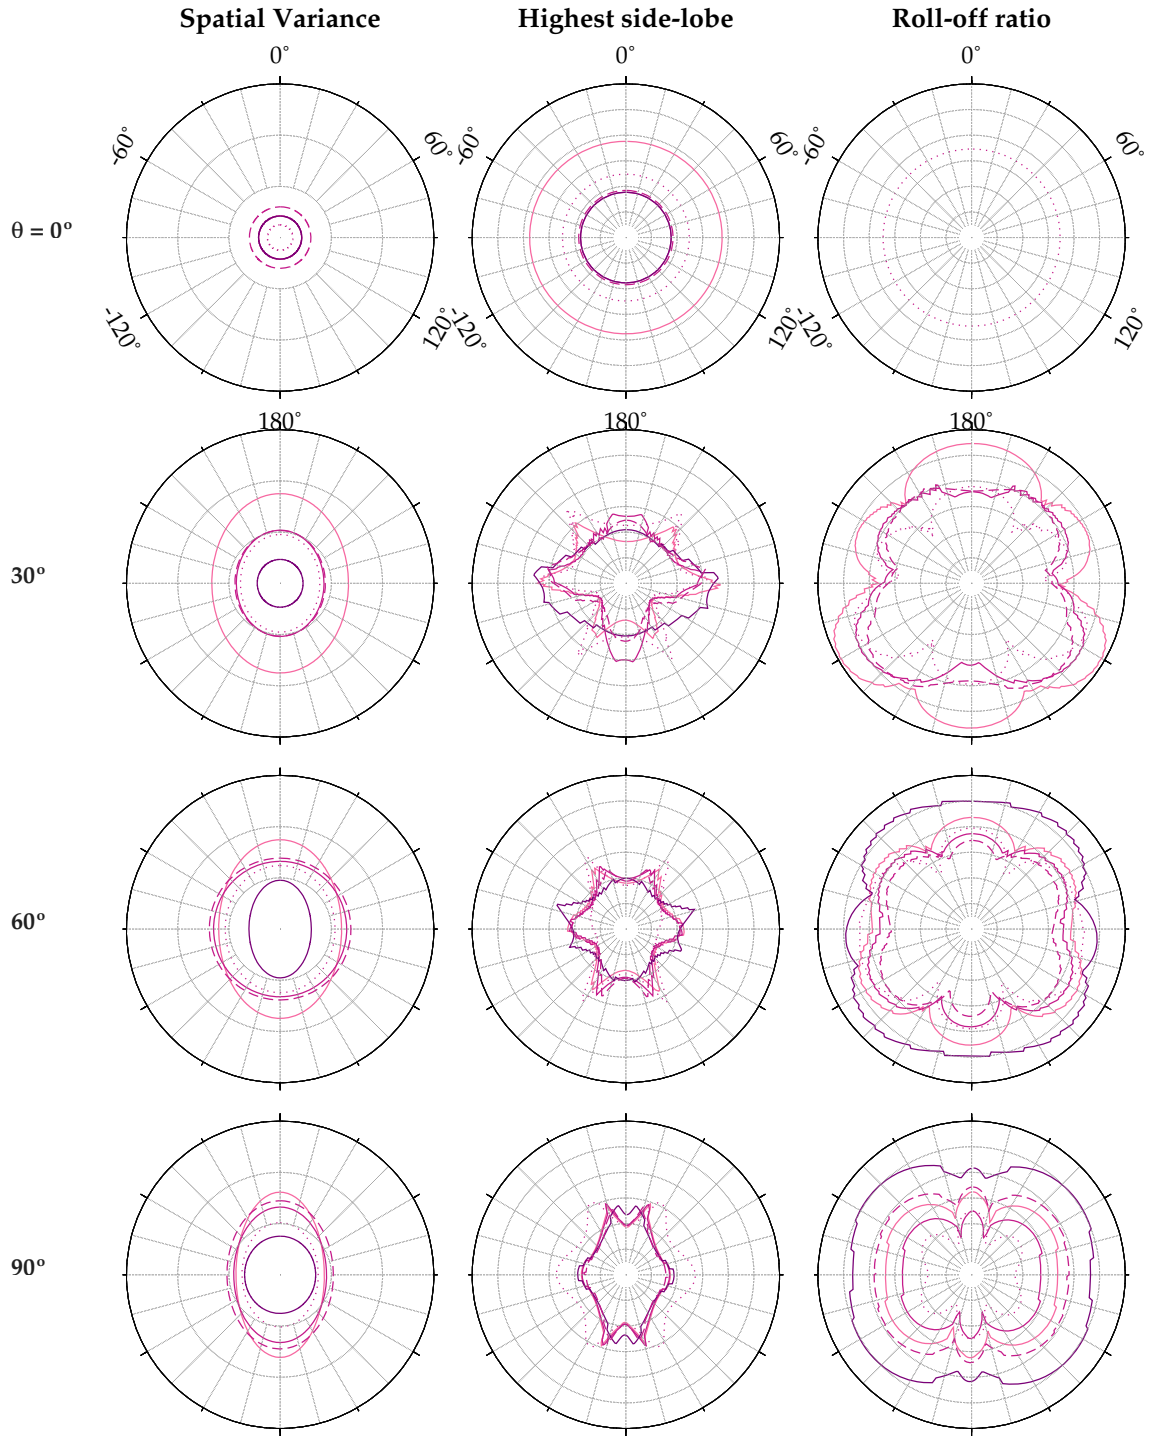 Spatial Variance Highest side-lobe Roll-off ratio
0° 0° 0°
-60° 60° -60° 60° -60° 60°
θ = 0º
-120° 120° -120° 120° -120° 120°
180° 180° 180°
30º
60º
90º